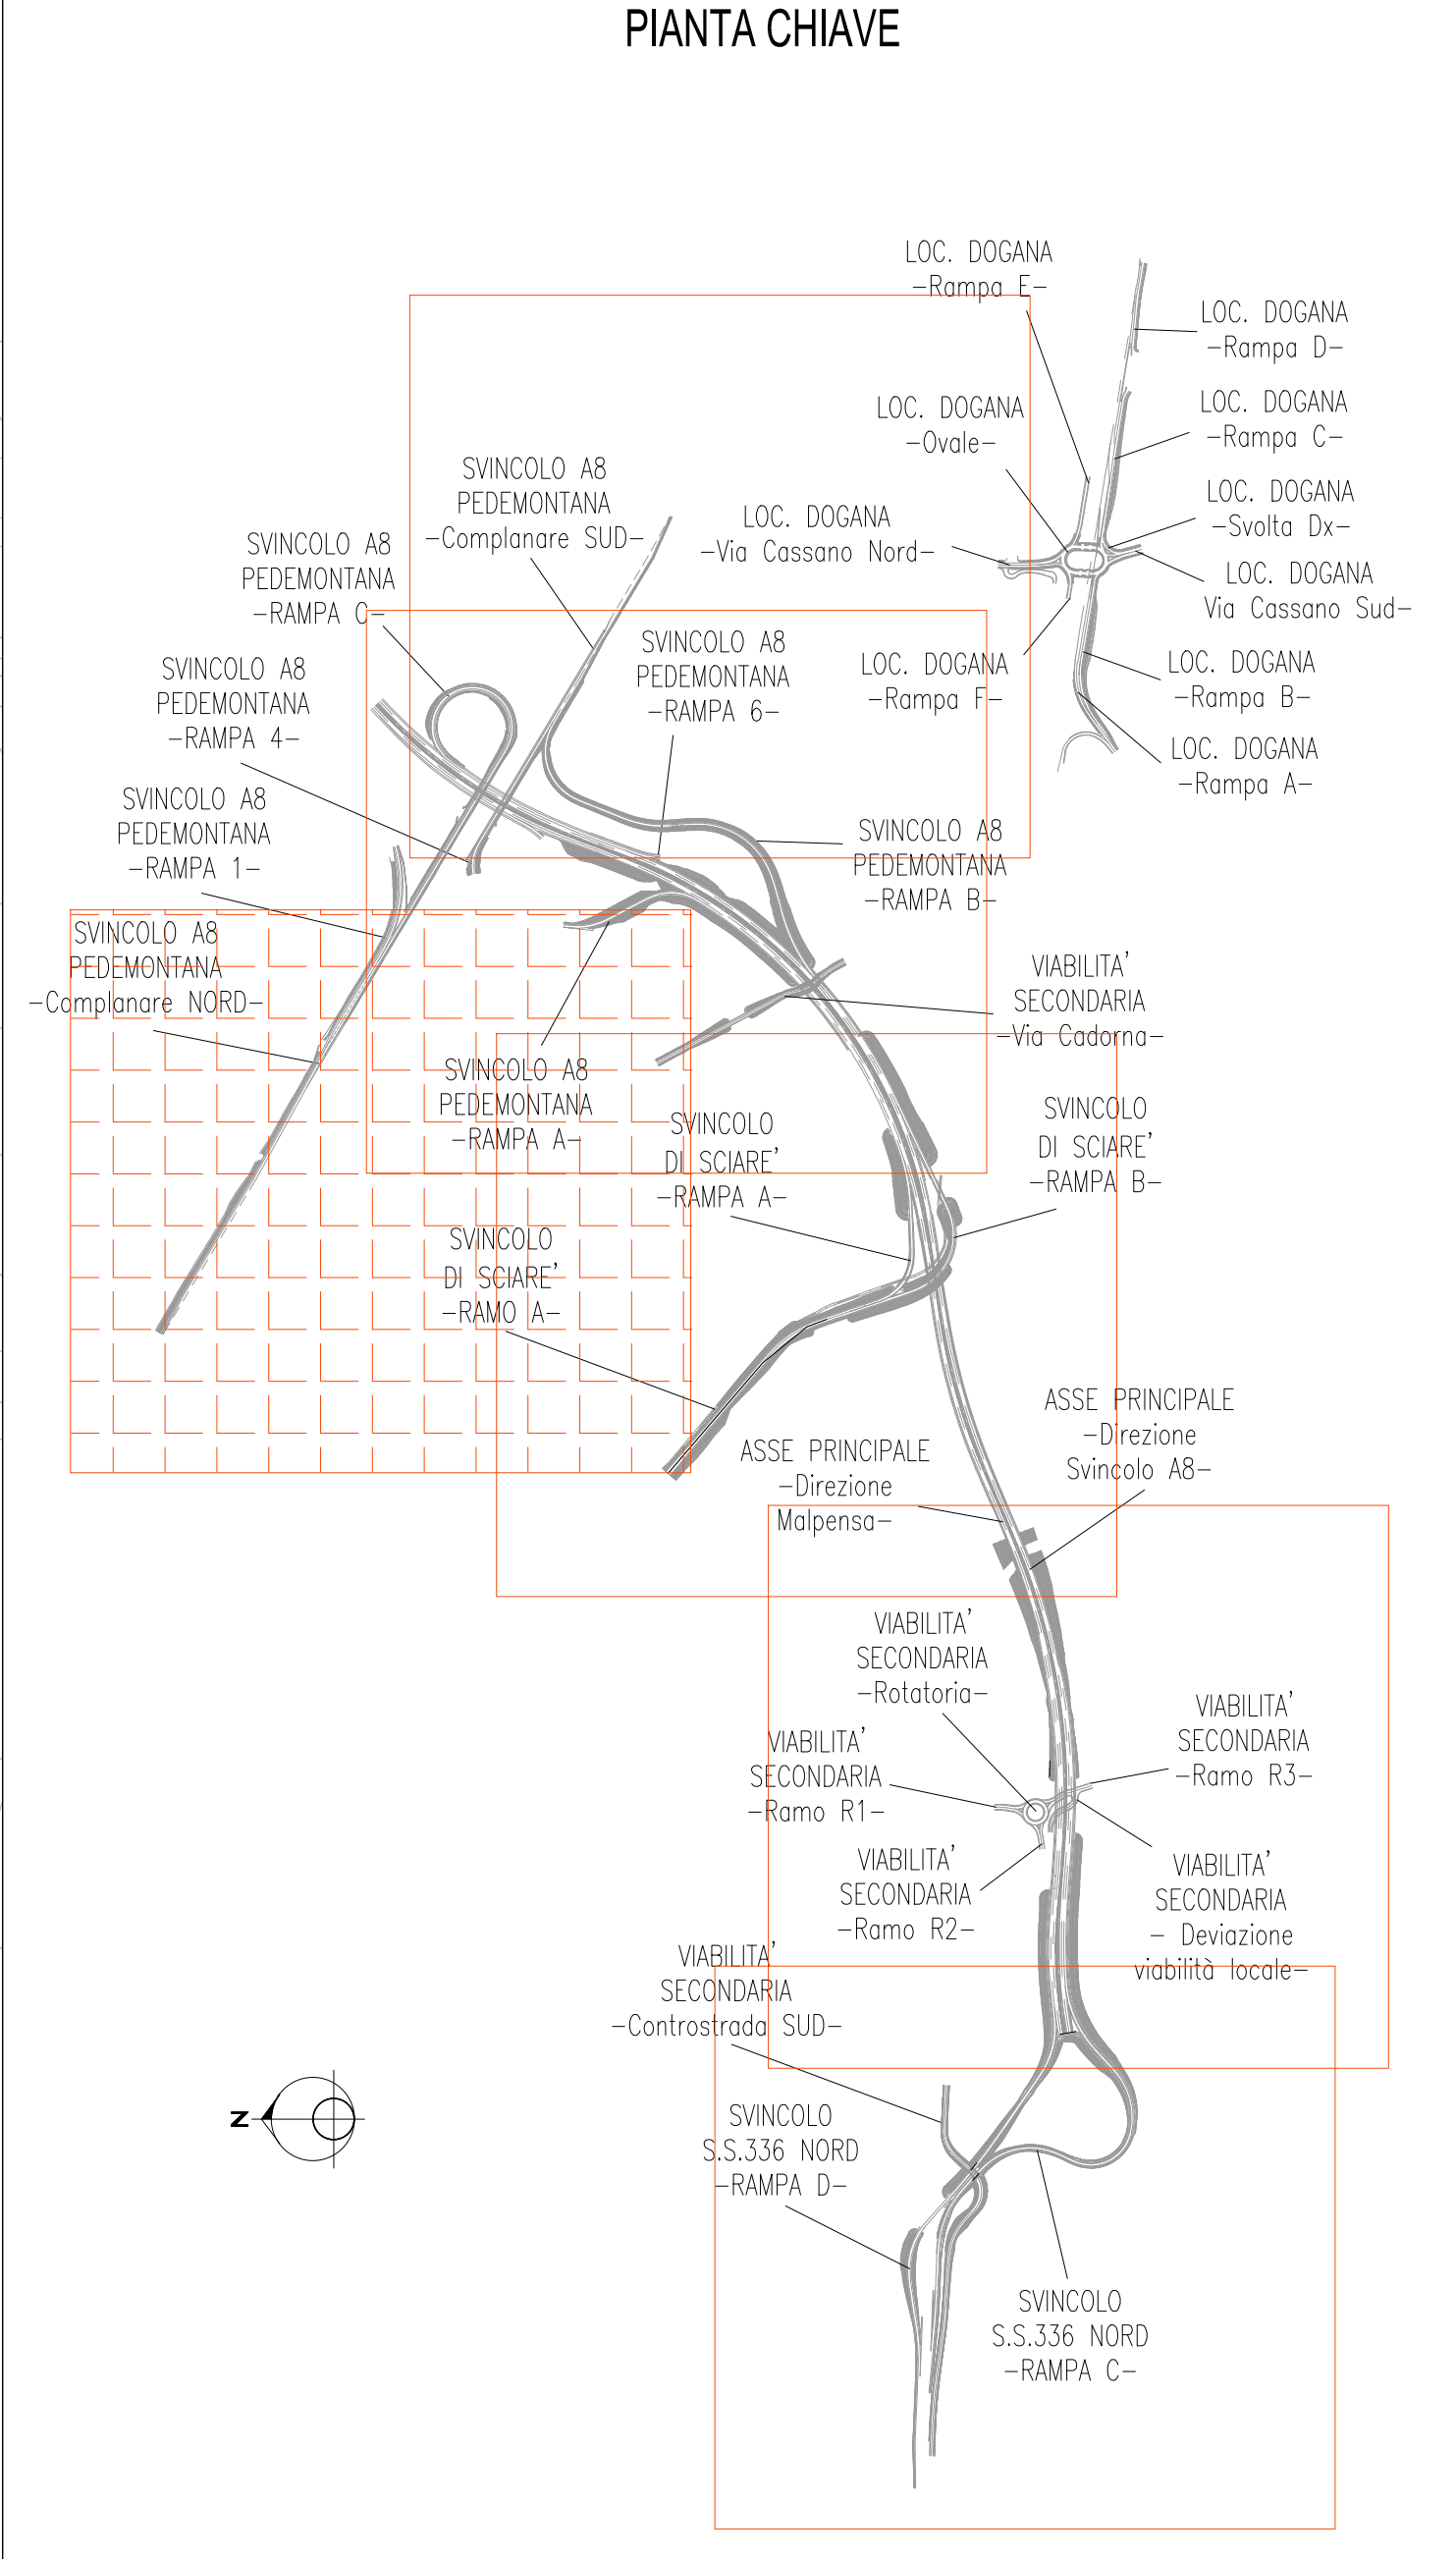 PIANTA CHIAVE
LOC. DOGANA
-Rampa E-
LOC. DOGANA
-Rampa D-
LOC. DOGANA
-Ovale-
LOC. DOGANA
-Rampa C-
SVINCOLO A8
PEDEMONTANA
-Complanare SUD-
LOC. DOGANA
-Svolta Dx-
LOC. DOGANA
-Via Cassano Nord-
SVINCOLO A8
PEDEMONTANA
-RAMPA C-
LOC. DOGANA
Via Cassano Sud-
SVINCOLO A8
PEDEMONTANA
-RAMPA 6-
SVINCOLO A8
PEDEMONTANA
-RAMPA 4-
LOC. DOGANA
-Rampa F-
LOC. DOGANA
-Rampa B-
LOC. DOGANA
-Rampa A-
SVINCOLO A8
PEDEMONTANA
-RAMPA 1-
SVINCOLO A8
PEDEMONTANA
-RAMPA B-
SVINCOLO A8
PEDEMONTANA
-Complanare NORD-
VIABILITA'
SECONDARIA
-Via Cadorna-
SVINCOLO A8
PEDEMONTANA
-RAMPA A-
SVINCOLO
DI SCIARE'
-RAMPA A-
SVINCOLO
DI SCIARE'
-RAMPA B-
SVINCOLO
DI SCIARE'
-RAMO A-
ASSE PRINCIPALE
-Direzione
Svincolo A8-
ASSE PRINCIPALE
-Direzione
Malpensa-
VIABILITA'
SECONDARIA
-Rotatoria-
VIABILITA'
SECONDARIA
-Ramo R3-
VIABILITA'
SECONDARIA
-Ramo R1-
VIABILITA'
SECONDARIA
-Ramo R2-
VIABILITA'
SECONDARIA
- Deviazione
viabilità locale-
VIABILITA'
SECONDARIA
-Controstrada SUD-
N
SVINCOLO
S.S.336 NORD
-RAMPA D-
SVINCOLO
S.S.336 NORD
-RAMPA C-